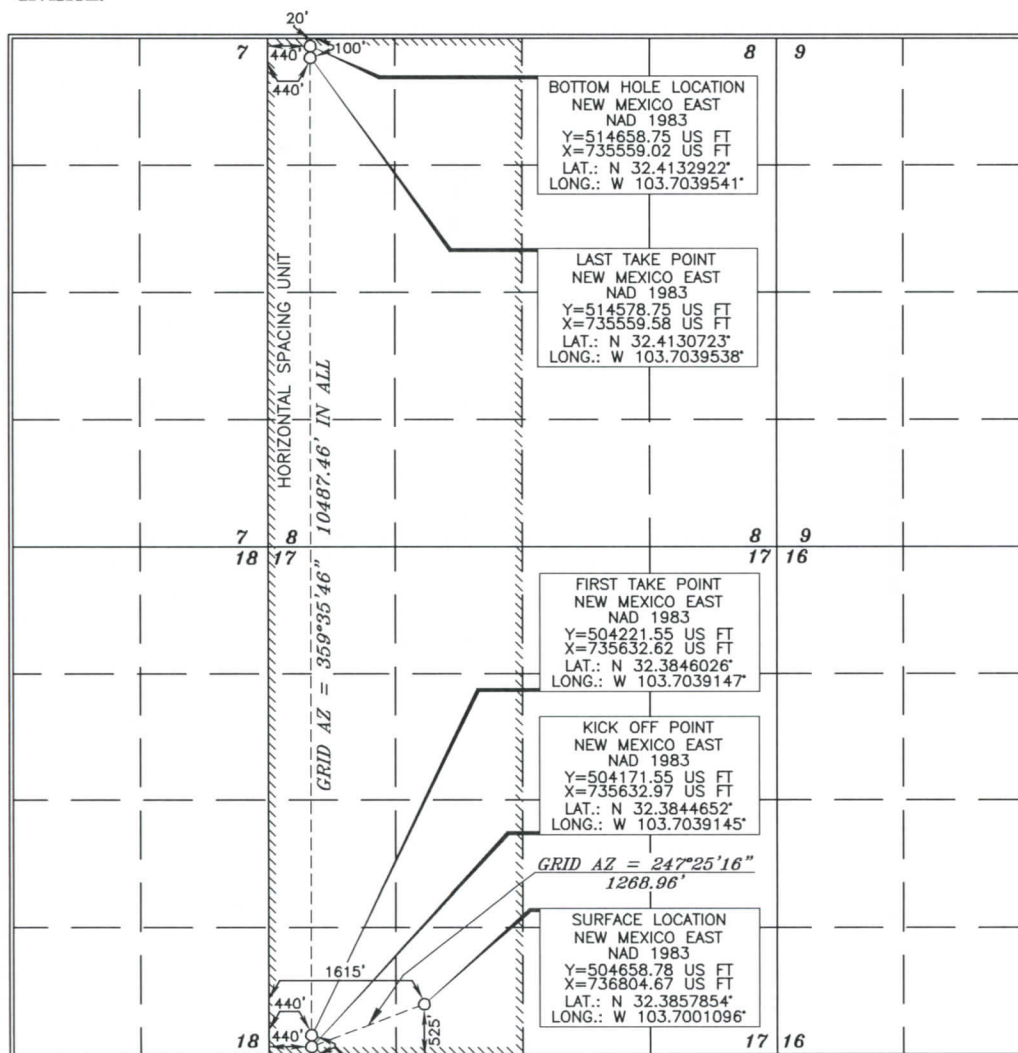 20'
7
440'
100'
8 9
440'
BOTTOM HOLE LOCATION
NEW MEXICO EAST
NAD 1983
Y=514658.75 US FT
X=735559.02 US FT
LAT.: N 32.4132922°
LONG.: W 103.7039541°
LAST TAKE POINT
NEW MEXICO EAST
NAD 1983
Y=514578.75 US FT
X=735559.58 US FT
LAT.: N 32.4130723°
LONG.: W 103.7039538°
HORIZONTAL SPACING UNIT
GRID AZ = 359°35'46" 10487.46' IN ALL
7 8
18 17
8 9
17 16
FIRST TAKE POINT
NEW MEXICO EAST
NAD 1983
Y=504221.55 US FT
X=735632.62 US FT
LAT.: N 32.3846026°
LONG.: W 103.7039147°
KICK OFF POINT
NEW MEXICO EAST
NAD 1983
Y=504171.55 US FT
X=735632.97 US FT
LAT.: N 32.3844652°
LONG.: W 103.7039145°
GRID AZ = 247°25'16"
1268.96'
SURFACE LOCATION
NEW MEXICO EAST
NAD 1983
Y=504658.78 US FT
X=736804.67 US FT
LAT.: N 32.3857854°
LONG.: W 103.7001096°
1615'
440'
525'
18
440'
17 16